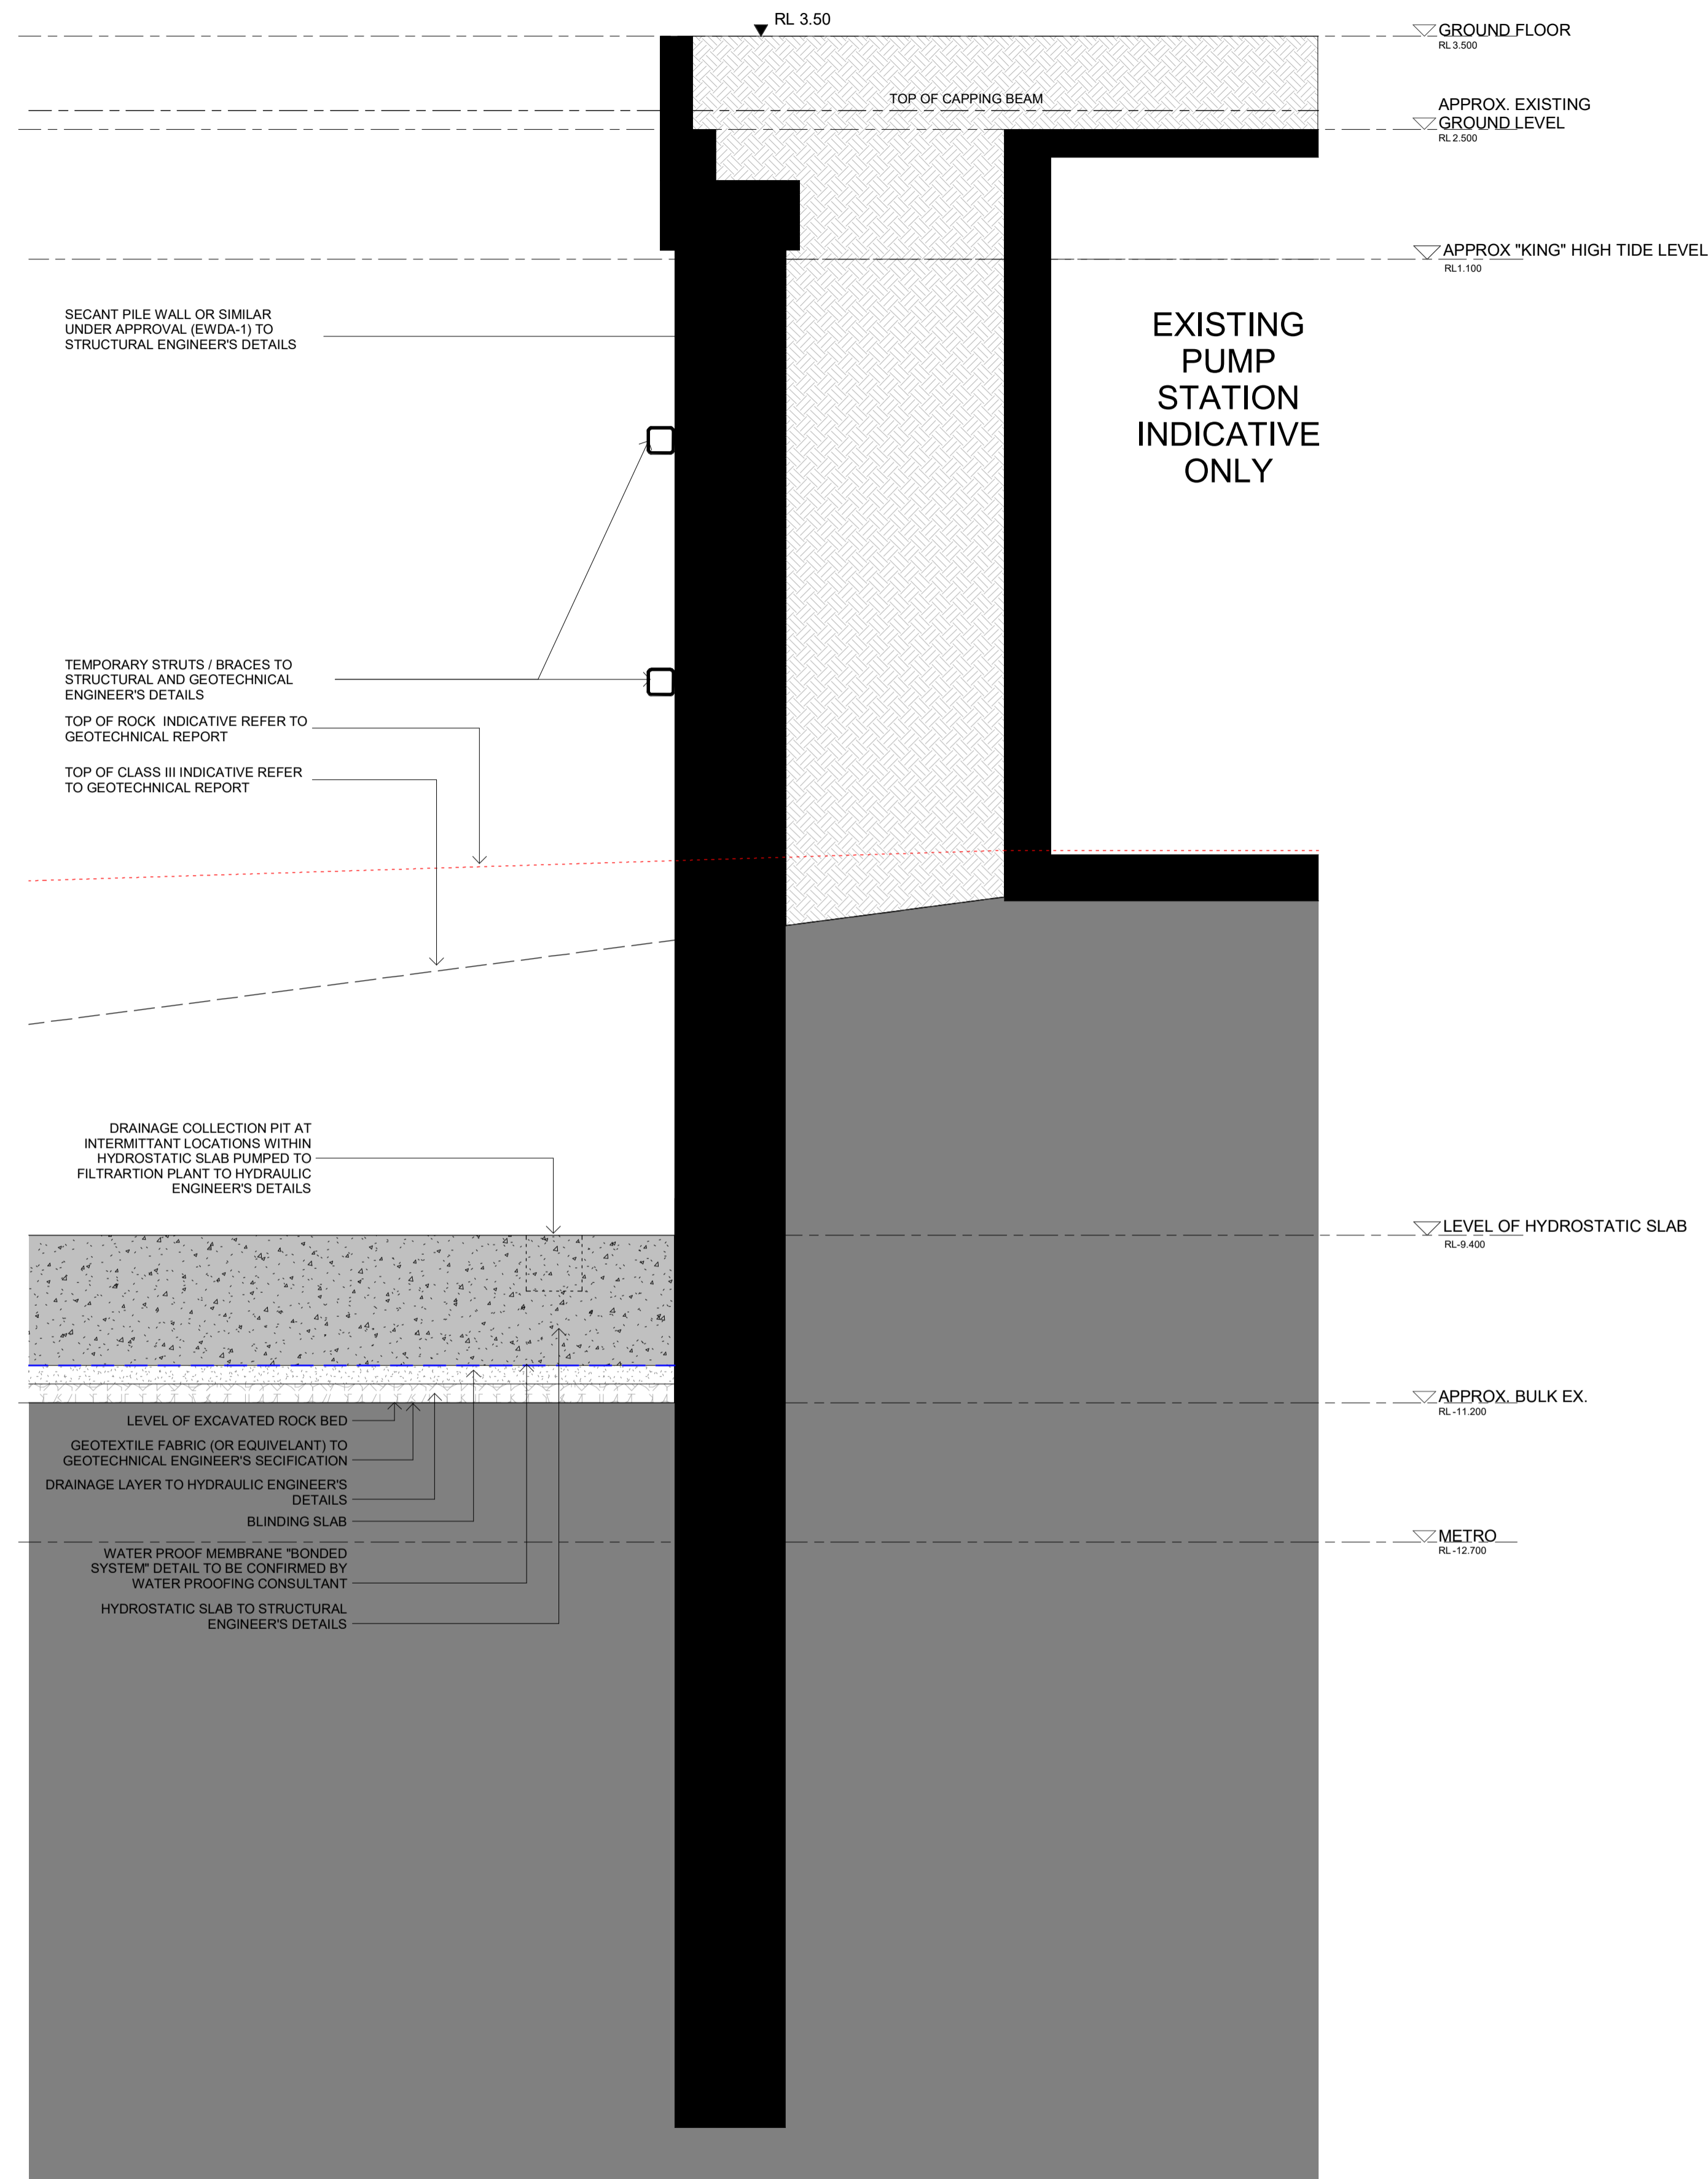 RL 3.50
GROUND FLOOR
RL 3.500
TOP OF CAPPING BEAM
APPROX. EXISTING
GROUND LEVEL
RL 2.500
APPROX "KING" HIGH TIDE LEVEL
RL1.100
SECANT PILE WALL OR SIMILAR
UNDER APPROVAL (EWDA-1) TO
STRUCTURAL ENGINEER'S DETAILS
EXISTING
PUMP
STATION
INDICATIVE
ONLY
TEMPORARY STRUTS / BRACES TO
STRUCTURAL AND GEOTECHNICAL
ENGINEER'S DETAILS
TOP OF ROCK INDICATIVE REFER TO
GEOTECHNICAL REPORT
TOP OF CLASS III INDICATIVE REFER
TO GEOTECHNICAL REPORT
DRAINAGE COLLECTION PIT AT
INTERMITTANT LOCATIONS WITHIN
HYDROSTATIC SLAB PUMPED TO
FILTRARTION PLANT TO HYDRAULIC
ENGINEER'S DETAILS
LEVEL OF HYDROSTATIC SLAB
RL-9.400
APPROX. BULK EX.
RL -11.200
LEVEL OF EXCAVATED ROCK BED
GEOTEXTILE FABRIC (OR EQUIVELANT) TO
GEOTECHNICAL ENGINEER'S SECIFICATION
DRAINAGE LAYER TO HYDRAULIC ENGINEER'S
DETAILS
BLINDING SLAB
METRO
RL -12.700
WATER PROOF MEMBRANE "BONDED
SYSTEM" DETAIL TO BE CONFIRMED BY
WATER PROOFING CONSULTANT
HYDROSTATIC SLAB TO STRUCTURAL
ENGINEER'S DETAILS